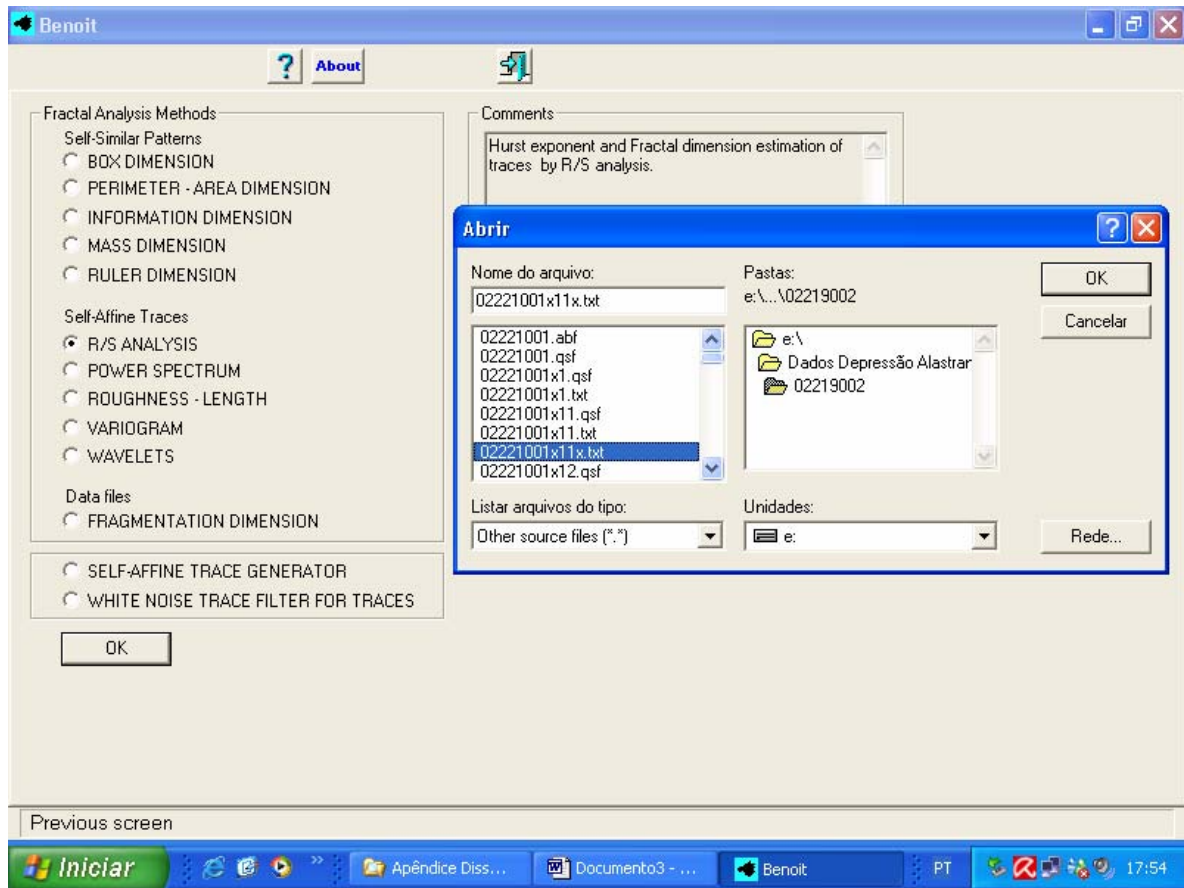 Benoit
?
About
Fractal Analysis Methods
Self-Similar Patterns
BOX DIMENSION
PERIMETER - AREA DIMENSION
INFORMATION DIMENSION
MASS DIMENSION
RULER DIMENSION
Self-Affine Traces
R/S ANALYSIS
POWER SPECTRUM
ROUGHNESS - LENGTH
VARIOGRAM
WAVELETS
Data files
FRAGMENTATION DIMENSION
SELF-AFFINE TRACE GENERATOR
WHITE NOISE TRACE FILTER FOR TRACES
OK
Comments
Hurst exponent and Fractal dimension estimation of
traces by R/S analysis.
Abrir
?
Nome do arquivo:
02221001x11x.txt
02221001.abf
02221001.qsf
02221001x1.qsf
02221001x1.txt
02221001x11.qsf
02221001x11.txt
02221001x11x.txt
02221001x12.qsf
Listar arquivos do tipo:
Other source files (*.*)
Pastas:
e:\...\02219002
e:\
Dados Depressão Alastrar
02219002
Unidades:
e:
OK
Cancelar
Rede...
Previous screen
Iniciar
»
Apêndice Diss...
Documento3 - ...
Benoit
PT
17:54